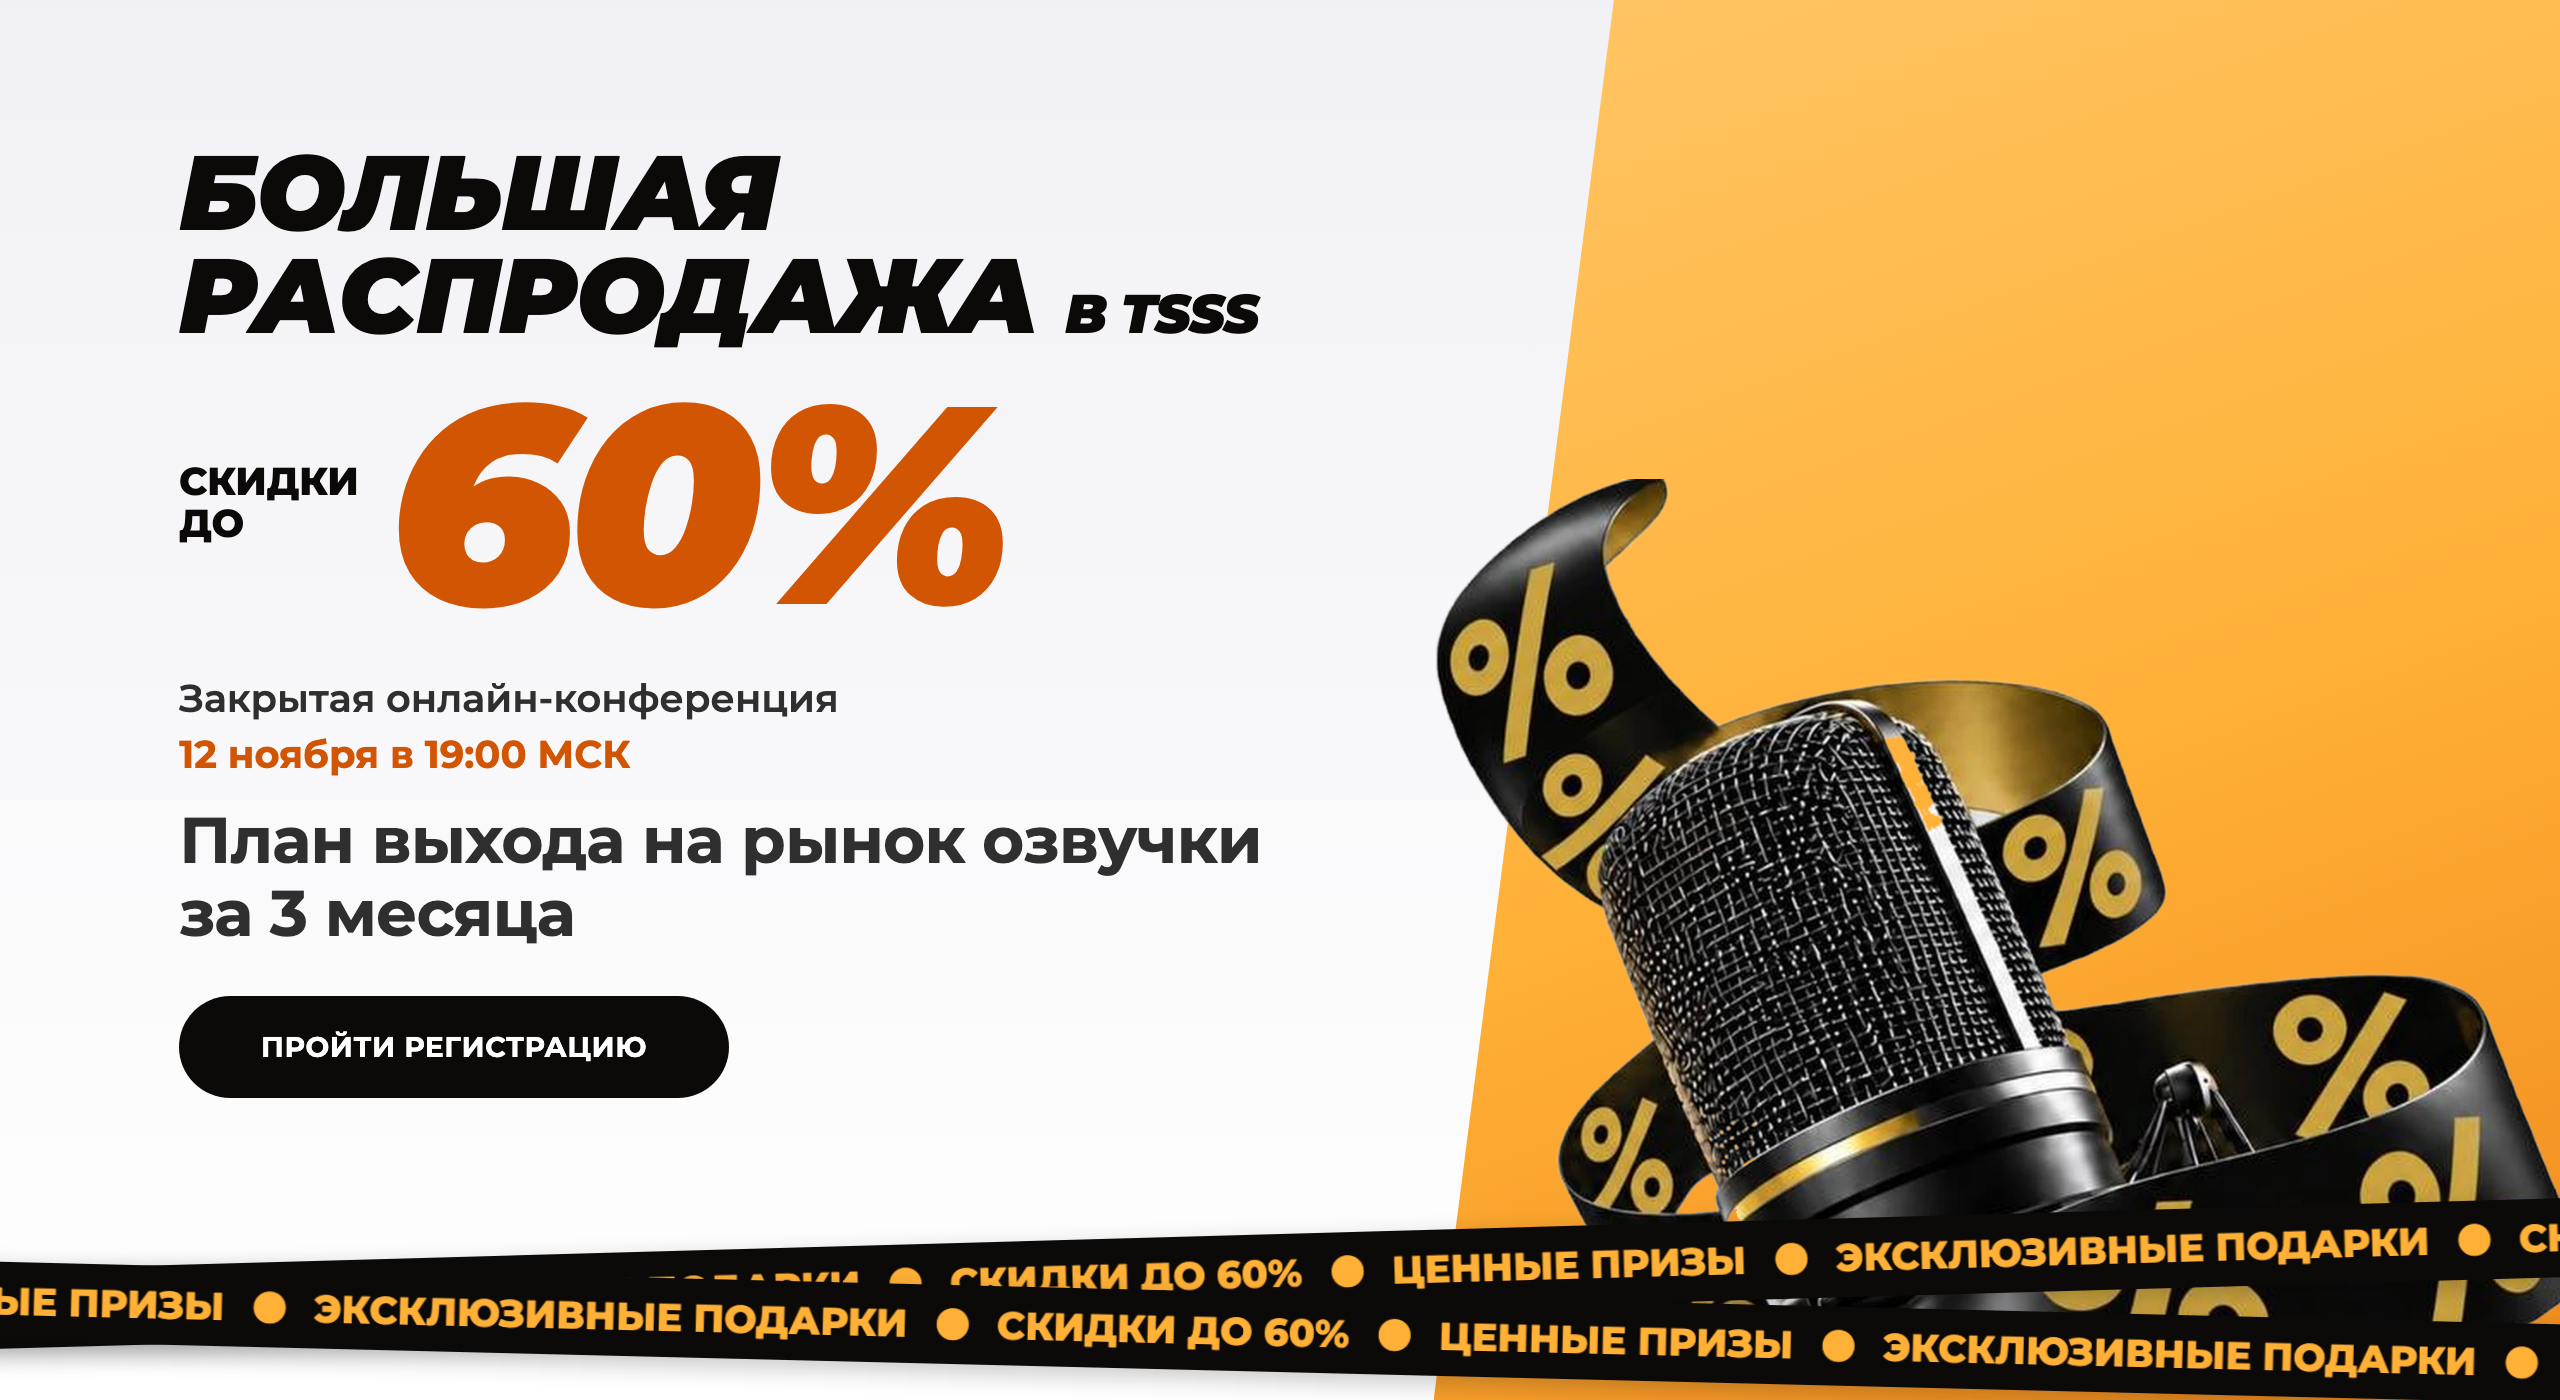 БОЛЬШАЯ
РАСПРОДАЖА В TSSS
СКИДКИ
ДО
60%
Закрытая онлайн-конференция
12 ноября в 19:00 МСК
План выхода на рынок озвучки
за 3 месяца
ПРОЙТИ РЕГИСТРАЦИЮ
% % % % % %
ПОДАРКИ ● СКИДКИ ДО 60% ● ЦЕННЫЕ ПРИЗЫ ● ЭКСКЛЮЗИВНЫЕ ПОДАРКИ ●
ПРИЗЫ ● ЭКСКЛЮЗИВНЫЕ ПОДАРКИ ● СКИДКИ ДО 60% ● ЦЕННЫЕ ПРИЗЫ ● ЭКСКЛЮЗИВНЫЕ ПОДАРКИ ●